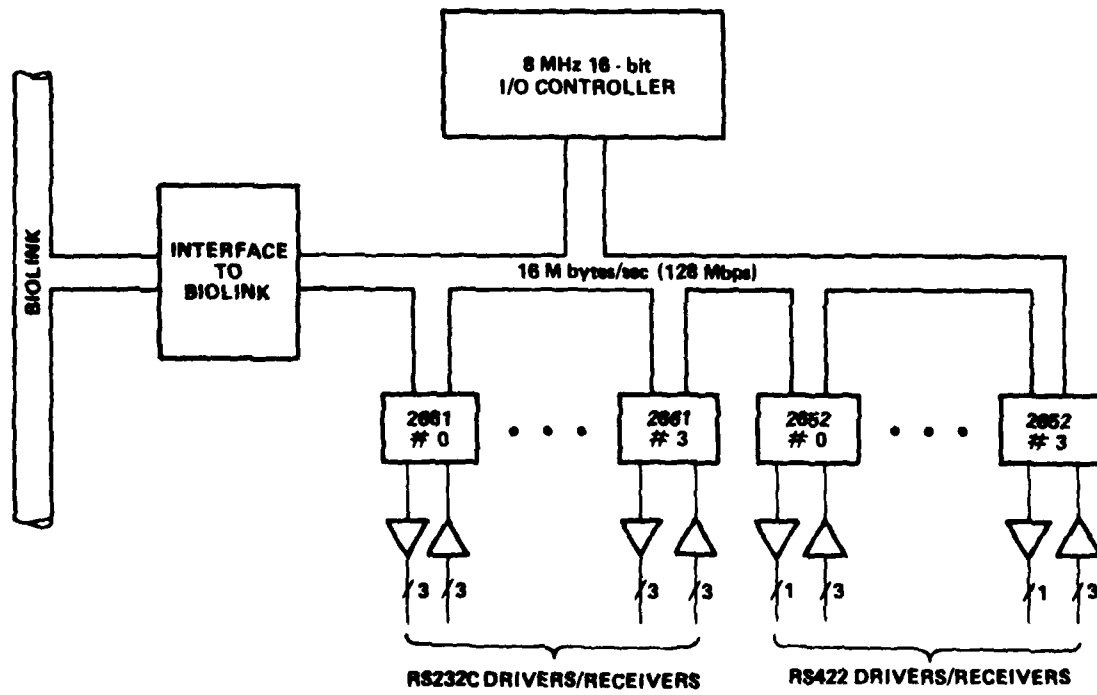 8 MHz 16 - bit
I/O CONTROLLER
BIOLINK
INTERFACE
TO
BIOLINK
16 M bytes/sec (128 Mbps)
2661
# 0
• • •
2661
# 3
2652
# 0
• • •
2652
# 3
/3 /3 /3 /3 /1 /3 /1 /3
RS232C DRIVERS/RECEIVERS
RS422 DRIVERS/RECEIVERS